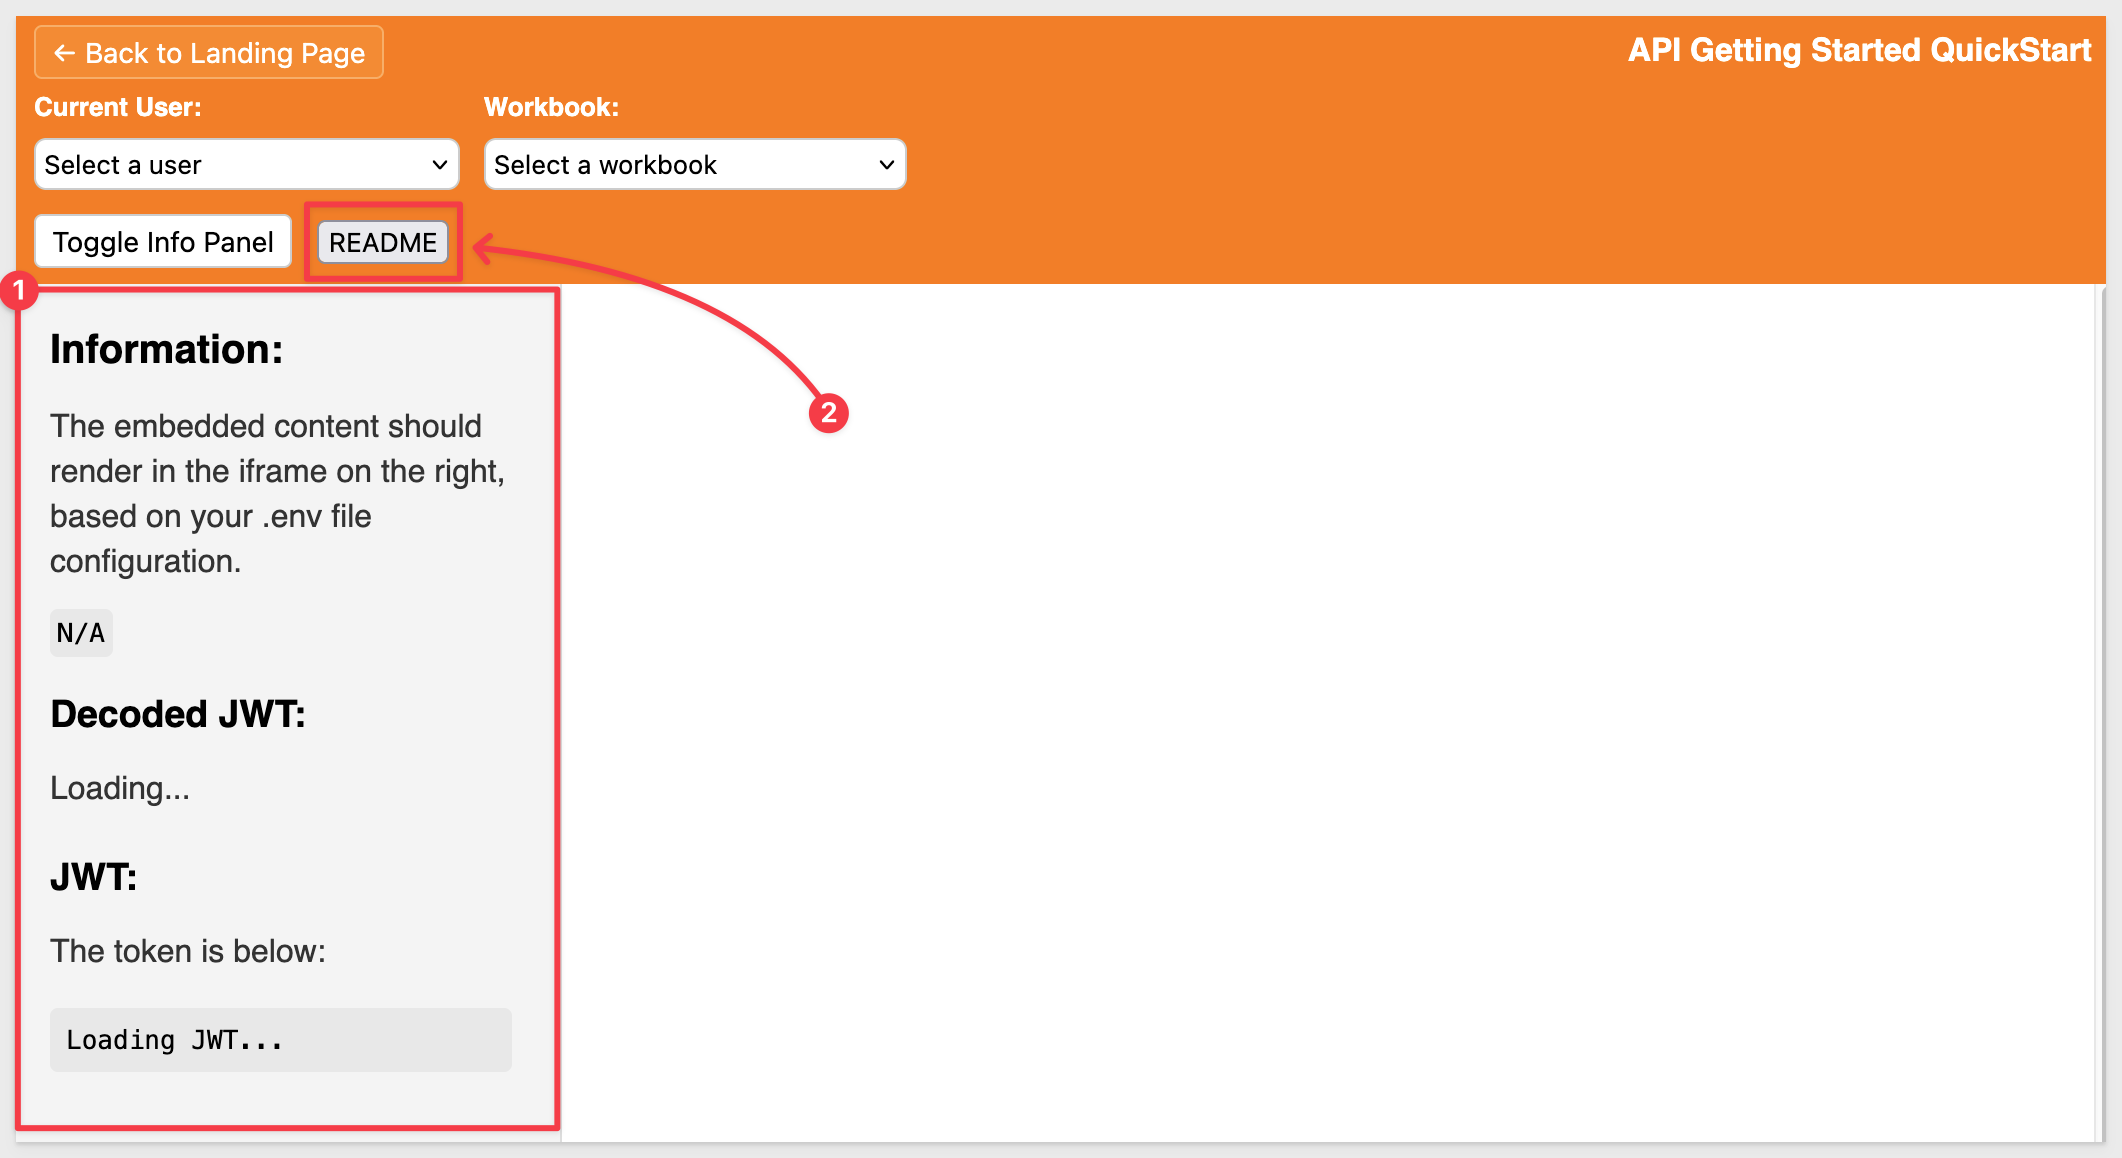 ← Back to Landing Page
API Getting Started QuickStart
Current User:
Workbook:
Select a user
Select a workbook
Toggle Info Panel
README
1
Information:
The embedded content should
render in the iframe on the right,
based on your .env file
configuration.
2
N/A
Decoded JWT:
Loading...
JWT:
The token is below:
Loading JWT...